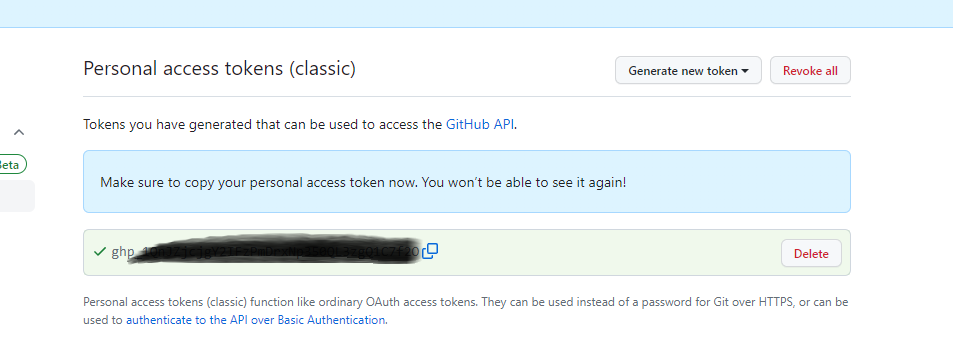 Personal access tokens (classic)
Generate new token
Revoke all
Tokens you have generated that can be used to access the GitHub API.
Beta
Make sure to copy your personal access token now. You won't be able to see it again!
ghp_
Delete
Personal access tokens (classic) function like ordinary OAuth access tokens. They can be used instead of a password for Git over HTTPS, or can be
used to authenticate to the API over Basic Authentication.